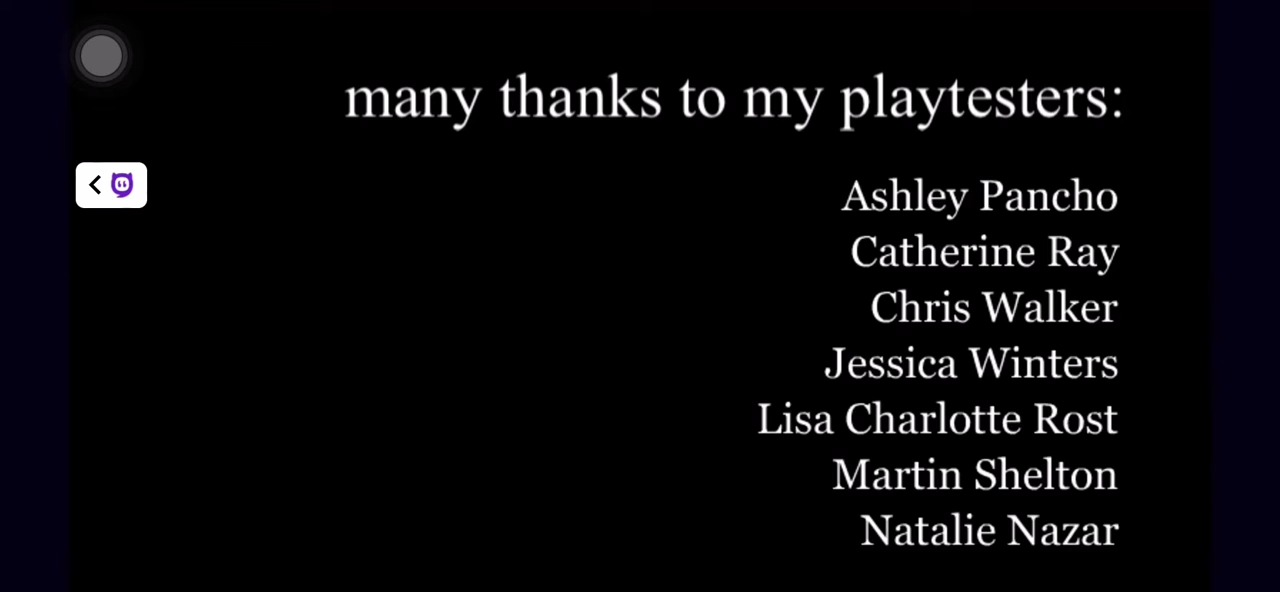 many thanks to my playtesters:
Ashley Pancho
Catherine Ray
Chris Walker
Jessica Winters
Lisa Charlotte Rost
Martin Shelton
Natalie Nazar